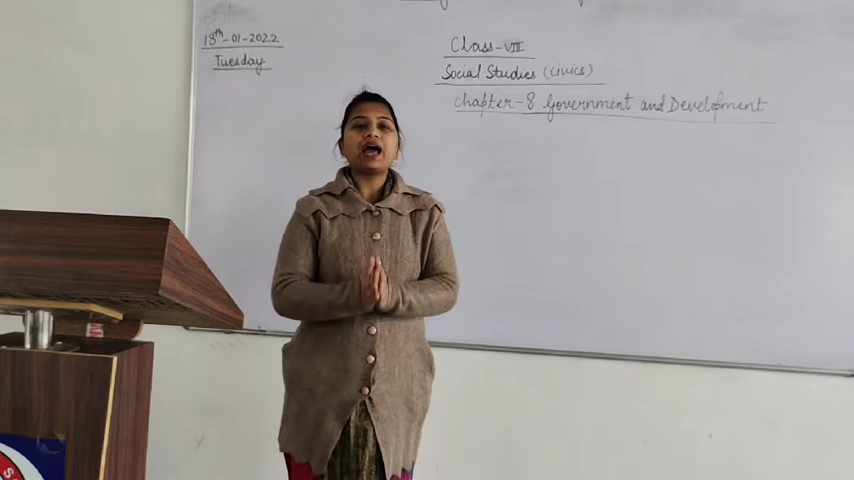 18th-01-2022
Tuesday
Class-VIII
Social Studies (Civics)
Chapter-8 Government and Development